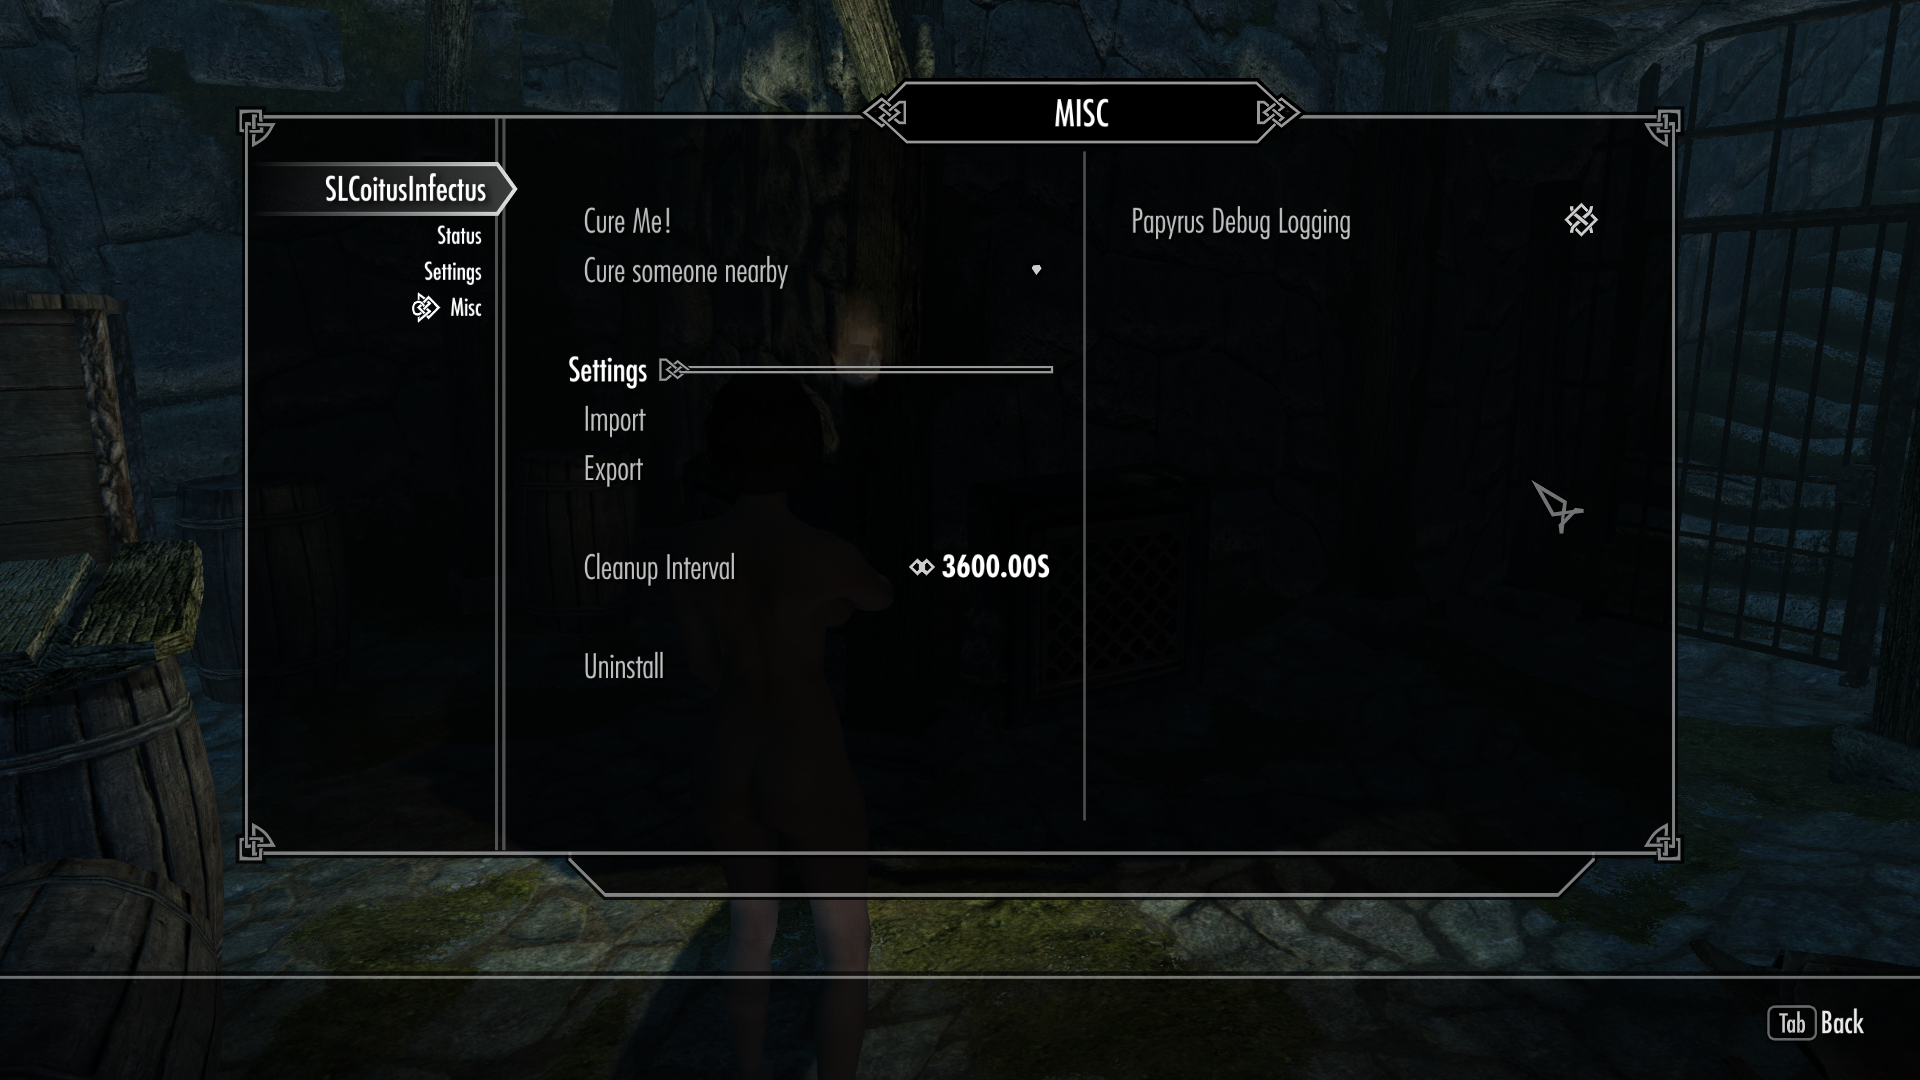 MISC
SLCoitusInfectus
Status
Settings
Misc
Cure Me!
Cure someone nearby
Settings
Import
Export
Cleanup Interval 3600.00S
Uninstall
Papyrus Debug Logging
Tab Back